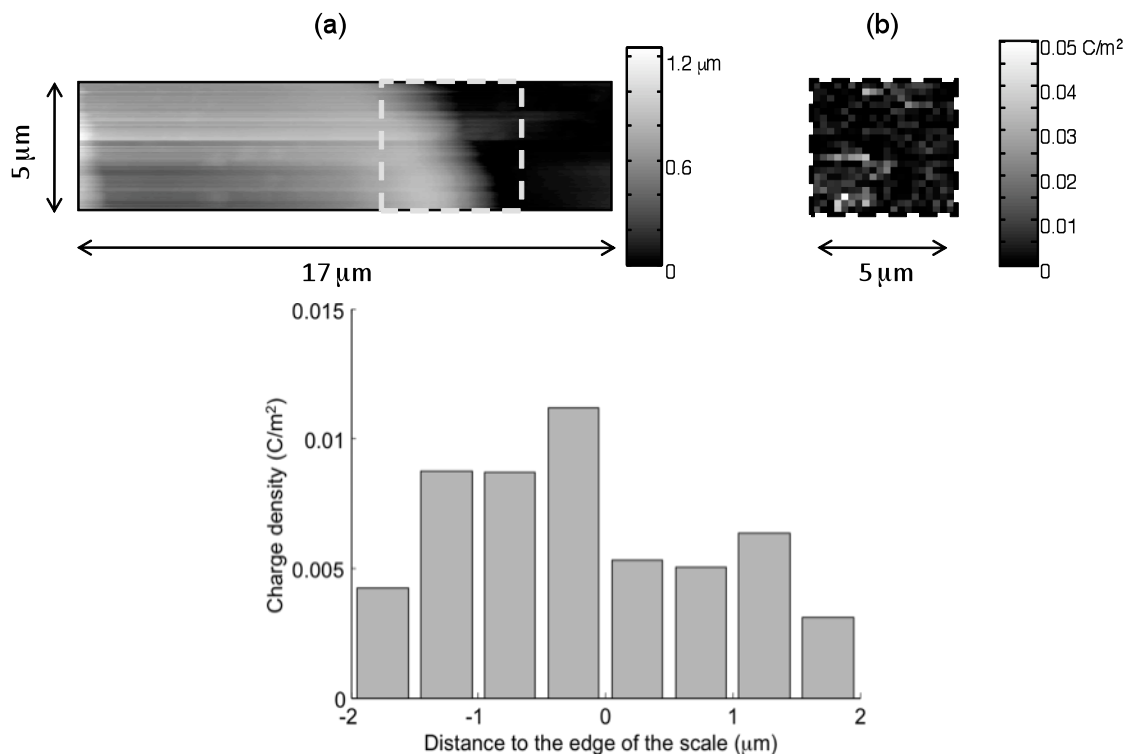 (a)
(b)
5 μm
1.2 μm
0.6
0
17 μm
0.05 C/m²
0.04
0.03
0.02
0.01
0
5 μm
0.015
0.01
0.005
0
Charge density (C/m²)
-2
-1
0
1
2
Distance to the edge of the scale (μm)